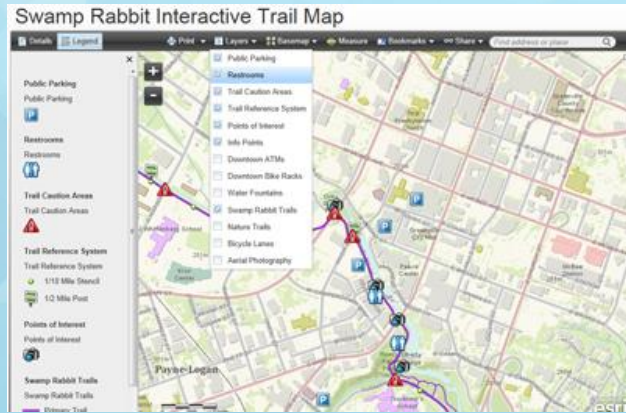 Swamp Rabbit Interactive Trail Map
Details Legend Print Layers Basemap Measure Bookmarks Share Find address or place
Public Parking
Restrooms
Trail Caution Areas
Trail Reference System
Points of Interest
Info Points
Downtown ATMs
Downtown Bike Racks
Water Fountains
Swamp Rabbit Trails
Nature Trails
Bicycle Lanes
Aerial Photography
Public Parking
Public Parking
P
Restrooms
Restrooms
Trail Caution Areas
Trail Caution Areas
Trail Reference System
Trail Reference System
1/10 Mile Stencil
1/2 Mile Post
Points of Interest
Points of Interest
Swamp Rabbit Trails
Swamp Rabbit Trails
Primary Trail
P
P
P
P
P
Payne-Logan
esri